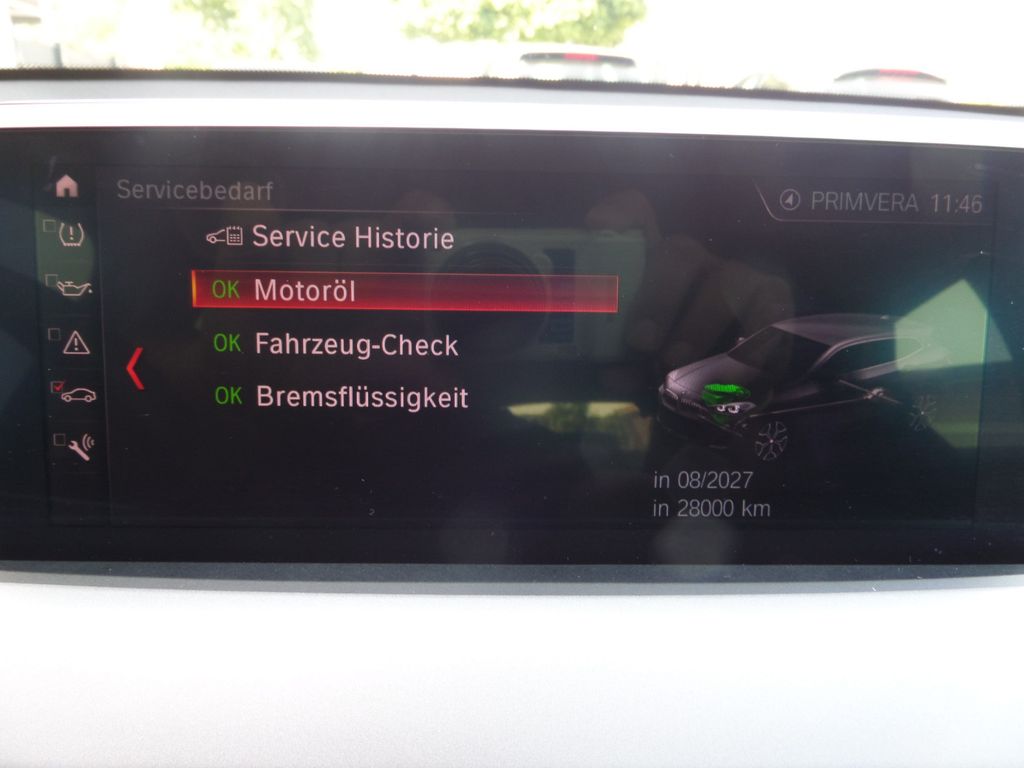 Servicebedarf
PRIMVERA 11:46
Service Historie
OK Motoröl
OK Fahrzeug-Check
OK Bremsflüssigkeit
in 08/2027
in 28000 km